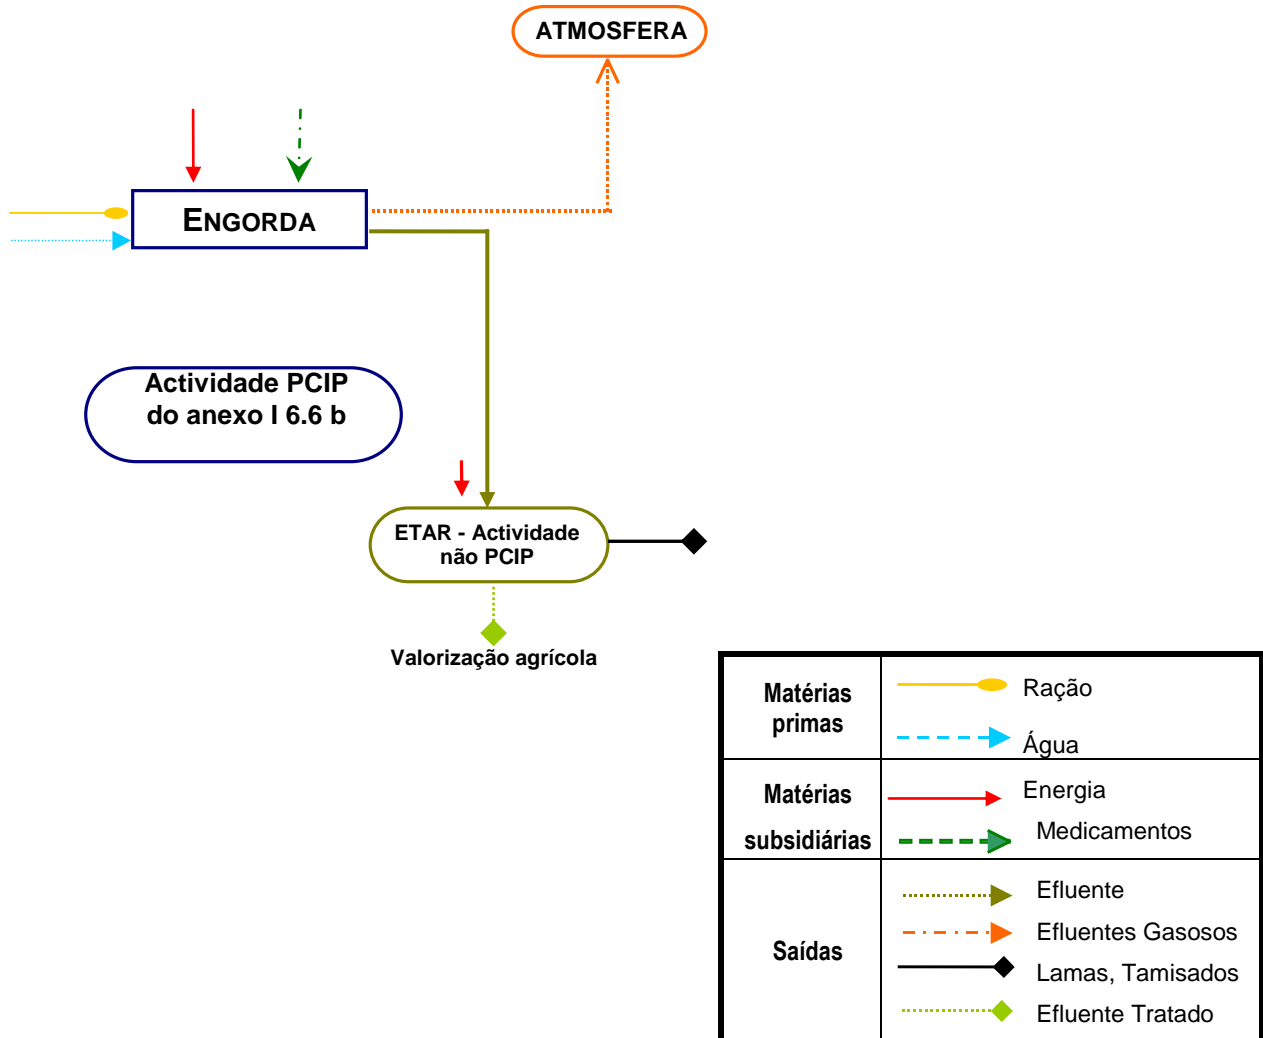 ATMOSFERA
ENGORDA
Actividade PCIP
do anexo I 6.6 b
ETAR - Actividade
não PCIP
Valorização agrícola
Matérias
primas
Ração
Água
Matérias
subsidiárias
Energia
Medicamentos
Saídas
Efluente
Efluentes Gasosos
Lamas, Tamisados
Efluente Tratado